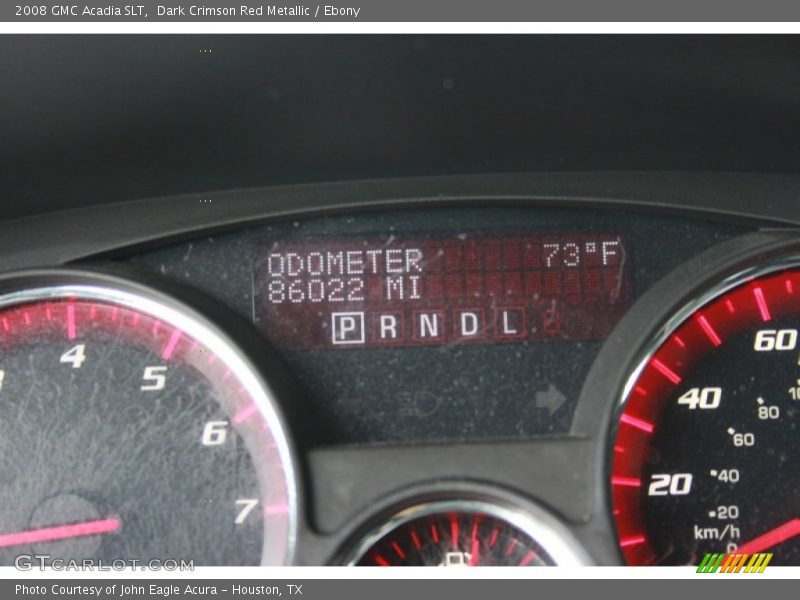 2008 GMC Acadia SLT, Dark Crimson Red Metallic / Ebony
ODOMETER 73°F
86022 MI
P R N D L
4
5
6
7
60
40
20
80
60
40
20
km/h
0
GTCARLOT.COM
Photo Courtesy of John Eagle Acura - Houston, TX